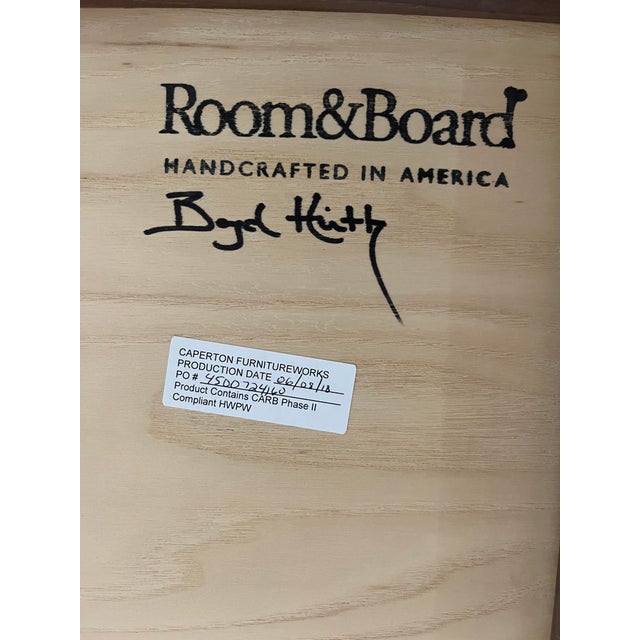 Room&Board
HANDCRAFTED IN AMERICA
Boyd
CAPERTON FURNITUREWORKS
PRODUCTION DATE 06/08/18
PO # 4500724160
Product Contains CARB Phase II
Compliant HWPW